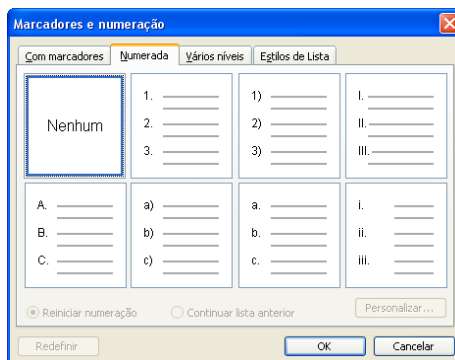 Marcadores e numeração
Com marcadores Numerada Vários níveis Estilos de Lista
Nenhum
1.
2.
3.
1)
2)
3)
I.
II.
III.
A.
B.
C.
a)
b)
c)
a.
b.
c.
i.
ii.
iii.
Reiniciar numeração Continuar lista anterior Personalizar...
Redefinir OK Cancelar